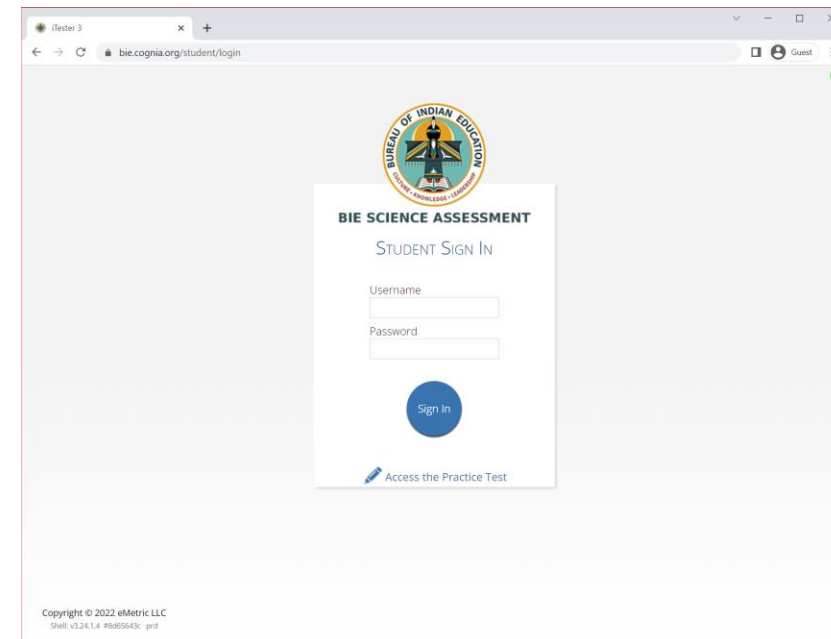 iTester 3
bie.cognia.org/student/login
Guest
BUREAU OF INDIAN EDUCATION
CULTURE • KNOWLEDGE • LEADERSHIP
BIE SCIENCE ASSESSMENT
STUDENT SIGN IN
Username
Password
Sign In
Access the Practice Test
Copyright © 2022 eMetric LLC
Shell: v3.24.1.4 #8d65643c prd